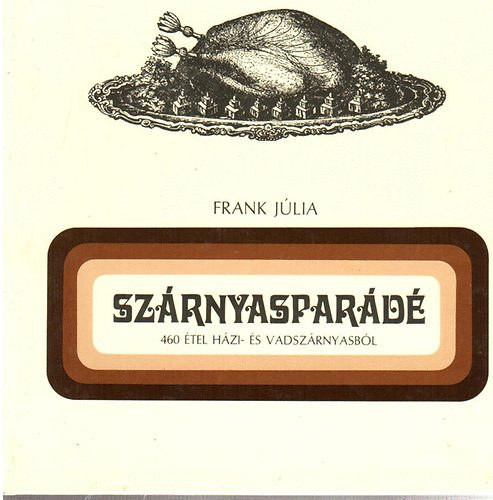 FRANK JÚLIA
SZÁRNYASPARÁDÉ
460 ÉTEL HÁZI- ÉS VADSZÁRNYASBÓL